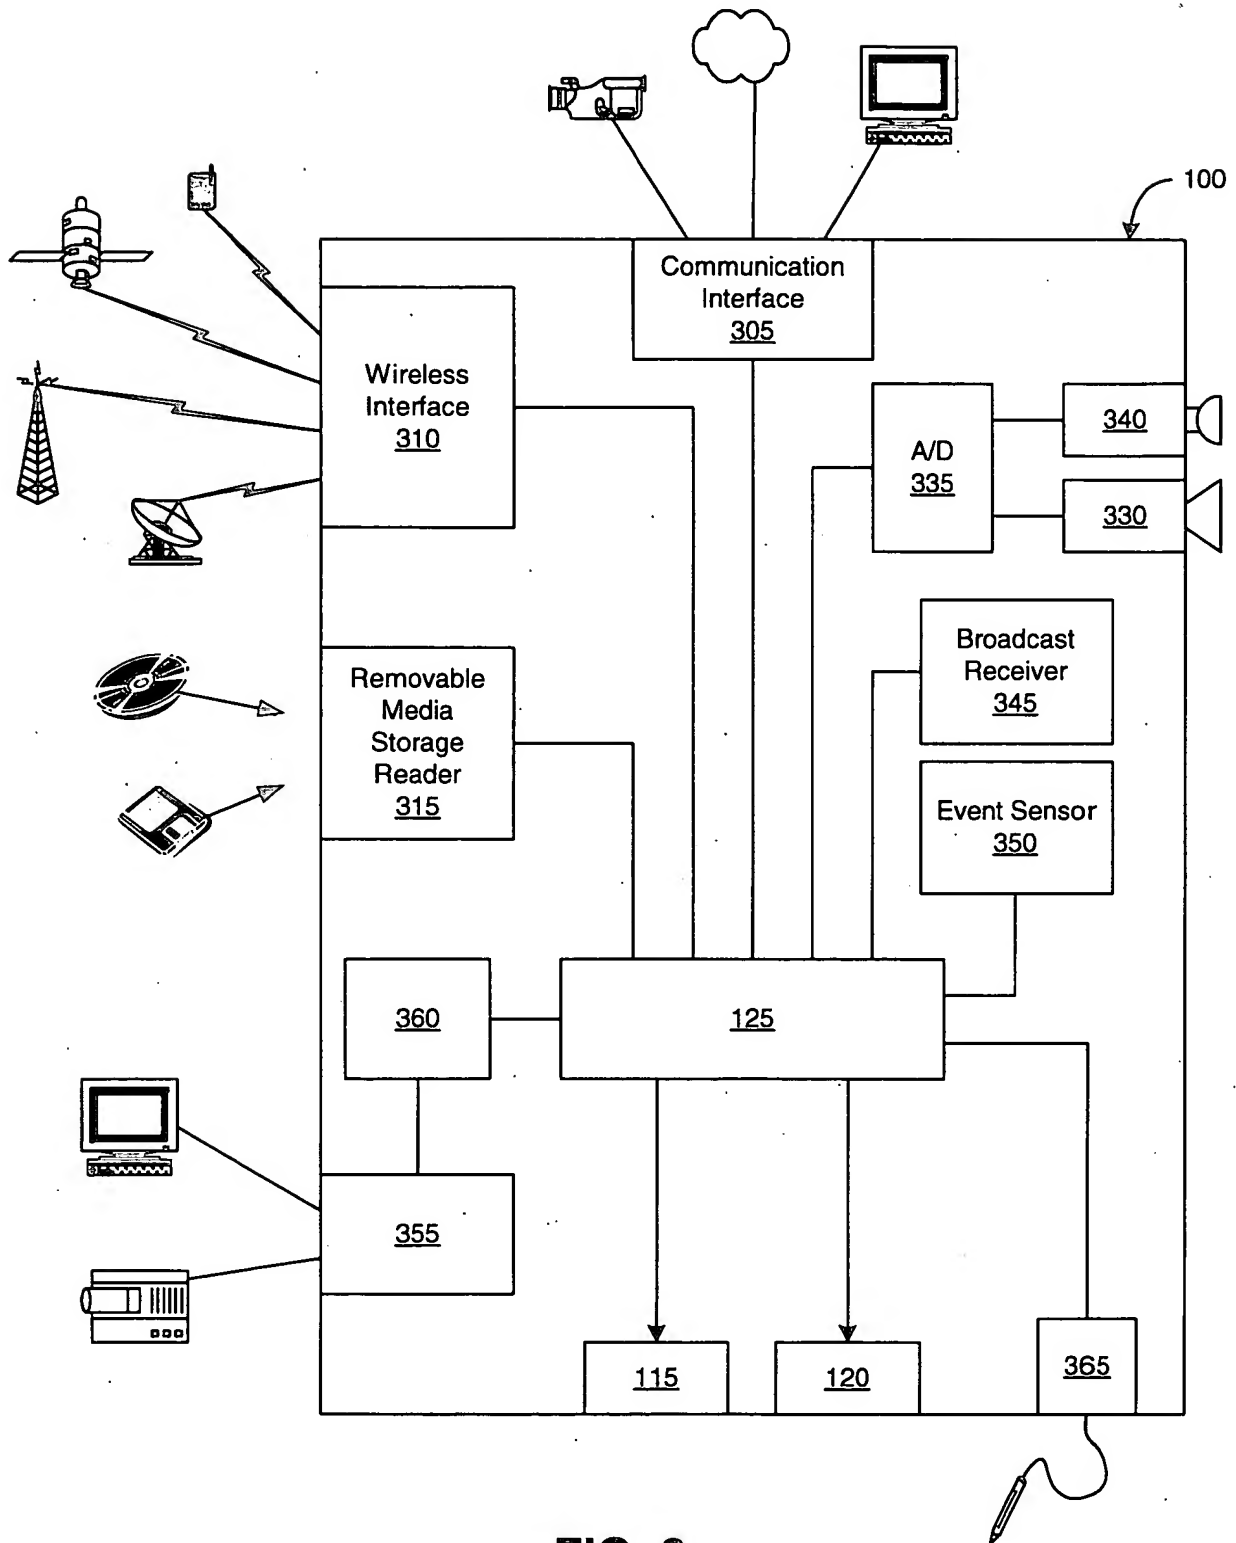 100
Communication
Interface
305
Wireless
Interface
310
A/D
335
340
330
Broadcast
Receiver
345
Removable
Media
Storage
Reader
315
Event Sensor
350
360
125
355
115
120
365